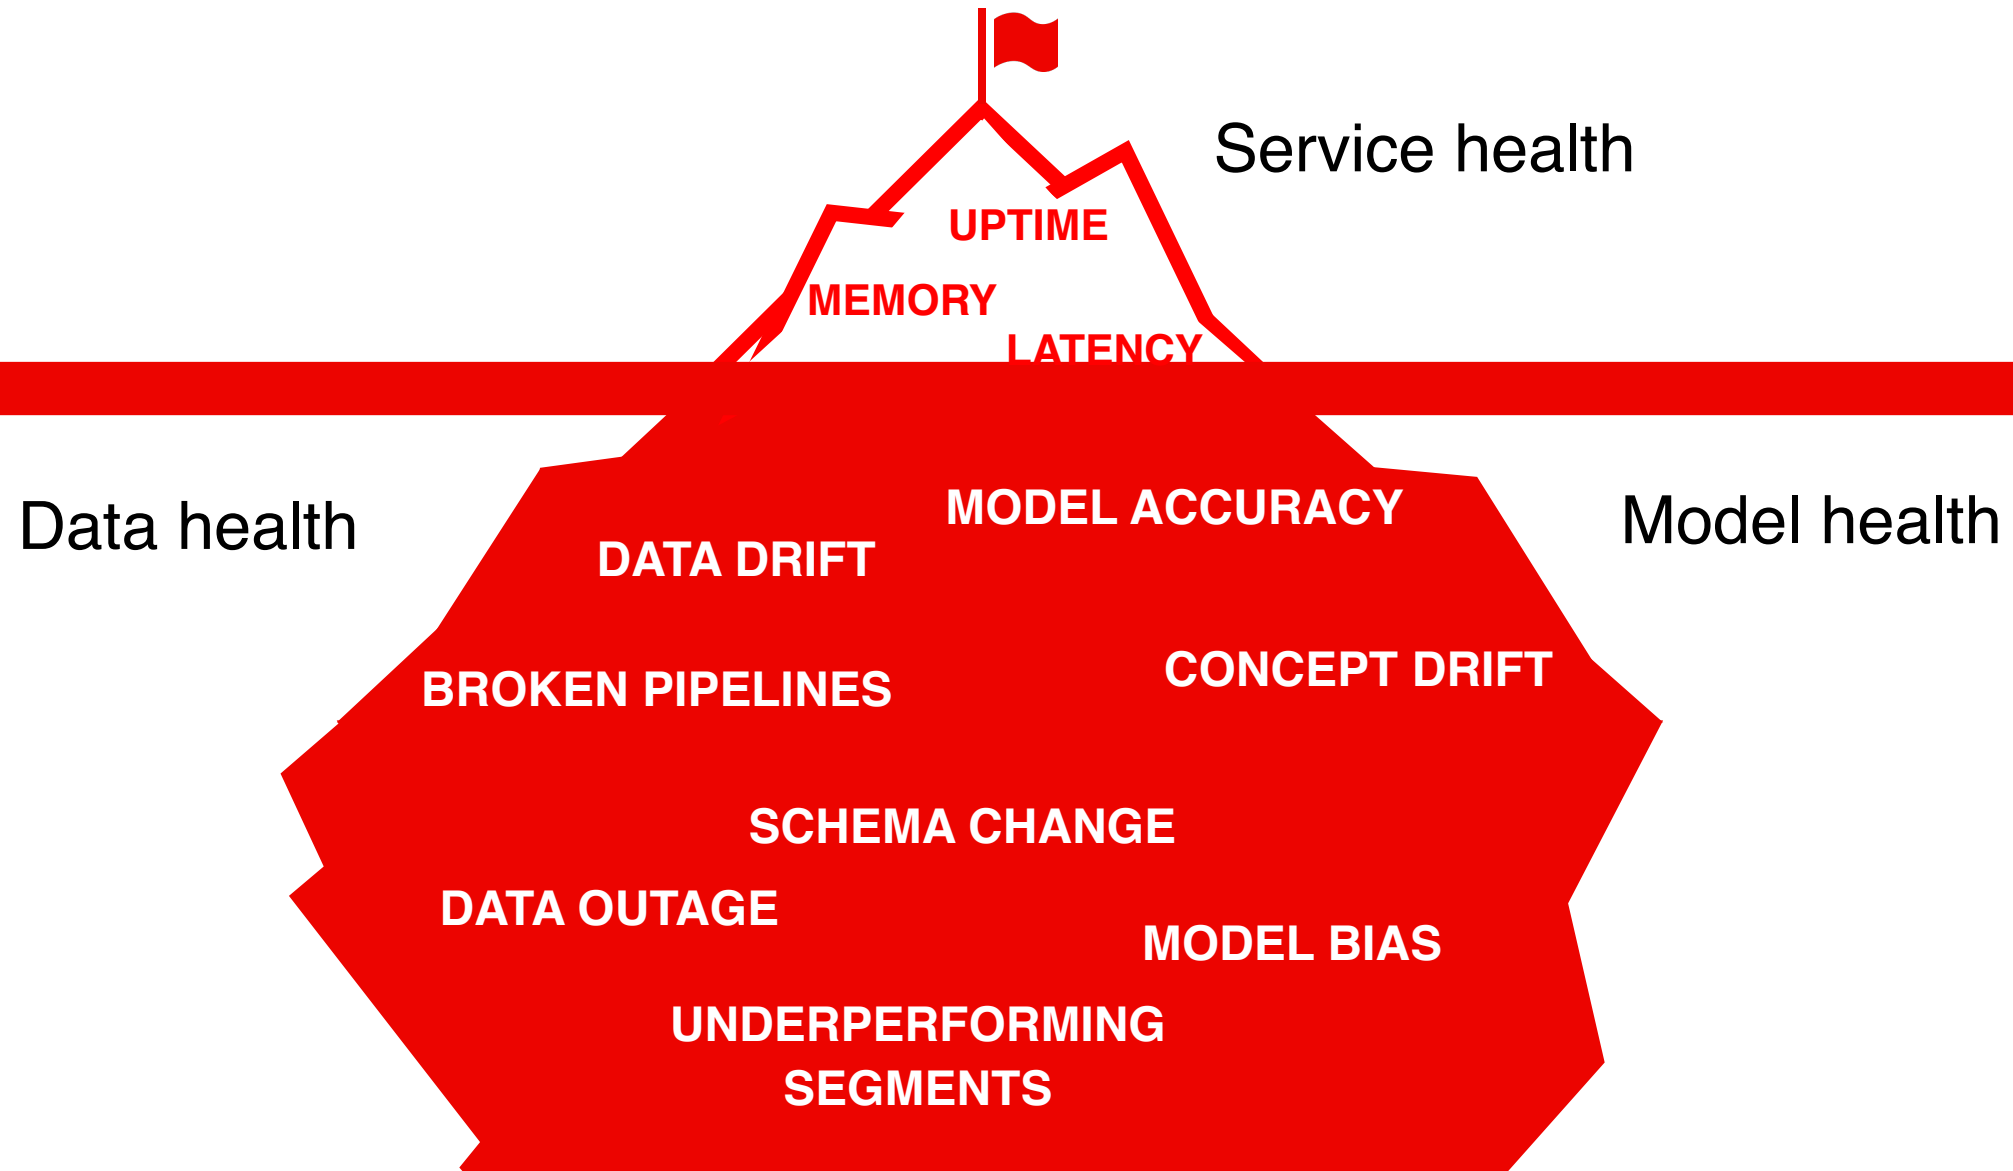 Service health
UPTIME
MEMORY
LATENCY
Data health
Model health
MODEL ACCURACY
DATA DRIFT
CONCEPT DRIFT
BROKEN PIPELINES
SCHEMA CHANGE
DATA OUTAGE
MODEL BIAS
UNDERPERFORMING
SEGMENTS